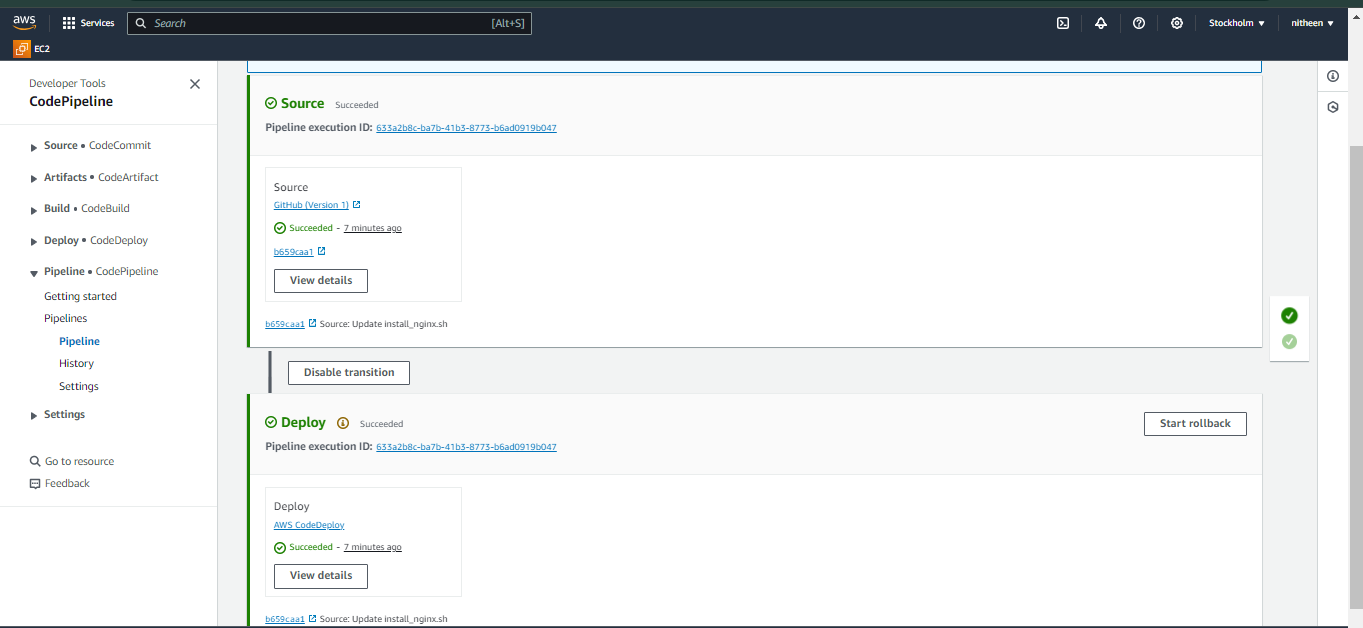 aws
Services
Search
[Alt+S]
Stockholm
nitheen
EC2
Developer Tools
CodePipeline
Source • CodeCommit
Artifacts • CodeArtifact
Build • CodeBuild
Deploy • CodeDeploy
Pipeline • CodePipeline
Getting started
Pipelines
Pipeline
History
Settings
Settings
Go to resource
Feedback
Source Succeeded
Pipeline execution ID: 633a2b8c-ba7b-41b3-8773-b6ad0919b047
Source
GitHub (Version 1)
Succeeded - 7 minutes ago
b659caa1
View details
b659caa1 Source: Update install_nginx.sh
Disable transition
Deploy Succeeded
Start rollback
Pipeline execution ID: 633a2b8c-ba7b-41b3-8773-b6ad0919b047
Deploy
AWS CodeDeploy
Succeeded - 7 minutes ago
View details
b659caa1 Source: Update install_nginx.sh